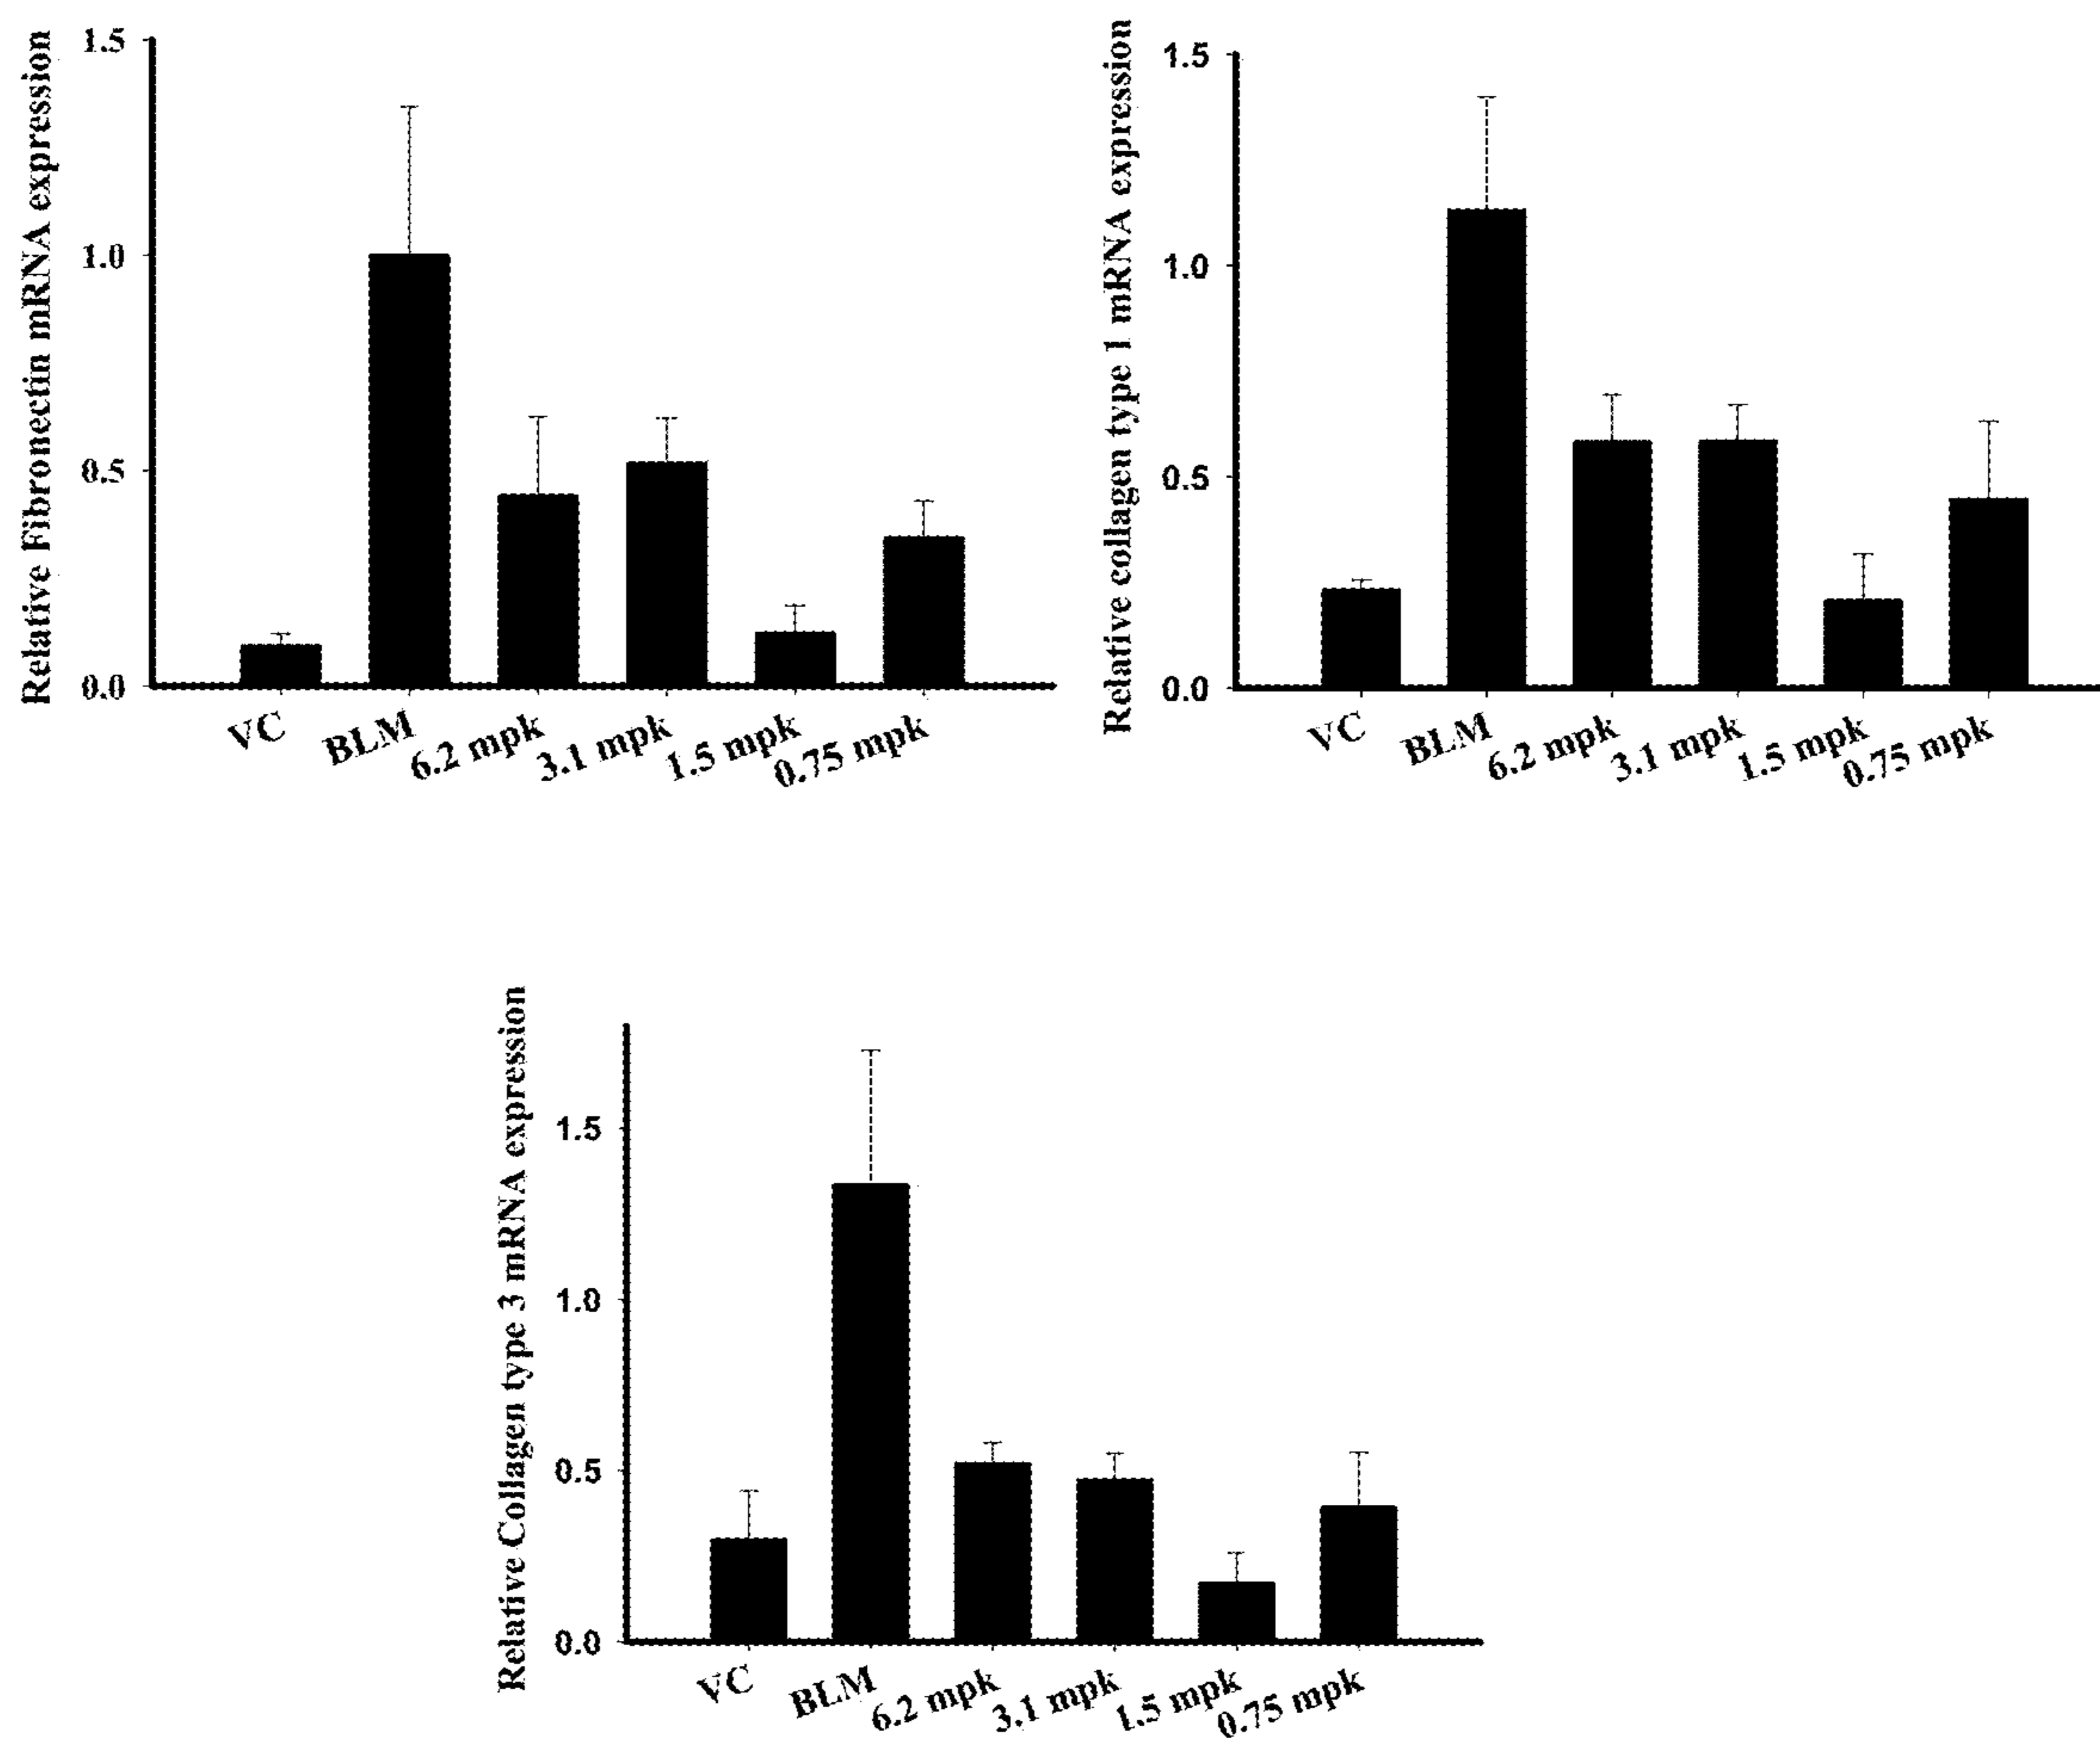 Relative Fibronectin mRNA expression
1.5
1.0
0.5
0.0
VC
BLM
6.2 mpk
3.1 mpk
1.5 mpk
0.75 mpk
Relative collagen type 1 mRNA expression
1.5
1.0
0.5
0.0
VC
BLM
6.2 mpk
3.1 mpk
1.5 mpk
0.75 mpk
Relative Collagen type 3 mRNA expression
1.5
1.0
0.5
0.0
VC
BLM
6.2 mpk
3.1 mpk
1.5 mpk
0.75 mpk